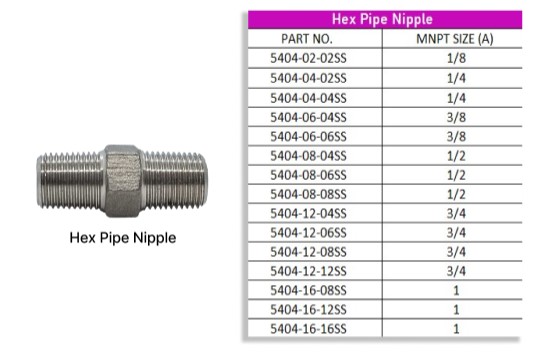 Hex Pipe Nipple
PART NO. MNPT SIZE (A)
5404-02-02SS 1/8
5404-04-02SS 1/4
5404-04-04SS 1/4
5404-06-04SS 3/8
5404-06-06SS 3/8
5404-08-04SS 1/2
5404-08-06SS 1/2
5404-08-08SS 1/2
5404-12-04SS 3/4
5404-12-06SS 3/4
5404-12-08SS 3/4
5404-12-12SS 3/4
5404-16-08SS 1
5404-16-12SS 1
5404-16-16SS 1
Hex Pipe Nipple